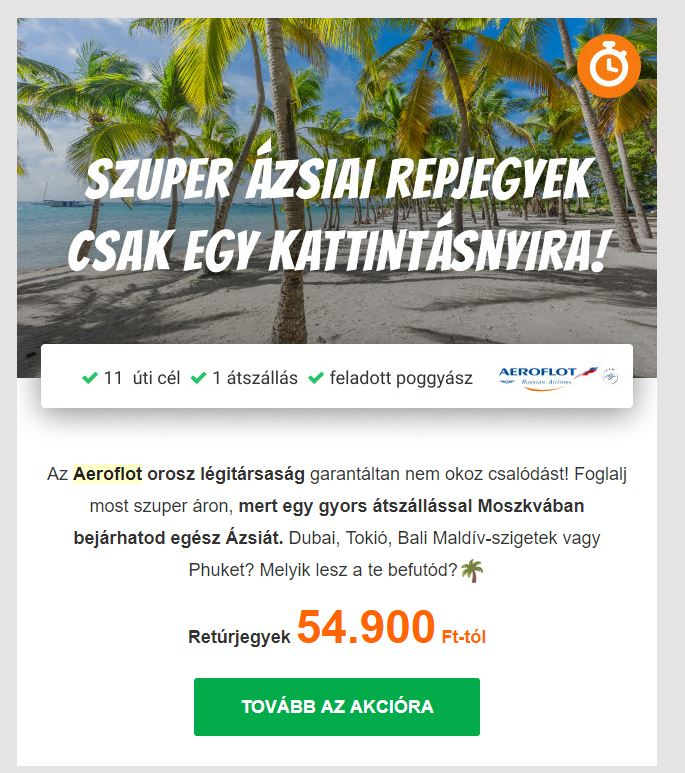 SZUPER ÁZSIAI REPJEGYEK
CSAK EGY KATTINTÁSNYIRA!
11 úti cél 1 átszállás feladott poggyász
AEROFLOT
Russian Airlines
Az Aeroflot orosz légitársaság garantáltan nem okoz csalódást! Foglalj
most szuper áron, mert egy gyors átszállással Moszkvában
bejárhatod egész Ázsiát. Dubai, Tokió, Bali Maldív-szigetek vagy
Phuket? Melyik lesz a te befutód?🌴
Retúrjegyek 54.900 Ft-tól
TOVÁBB AZ AKCIÓRA